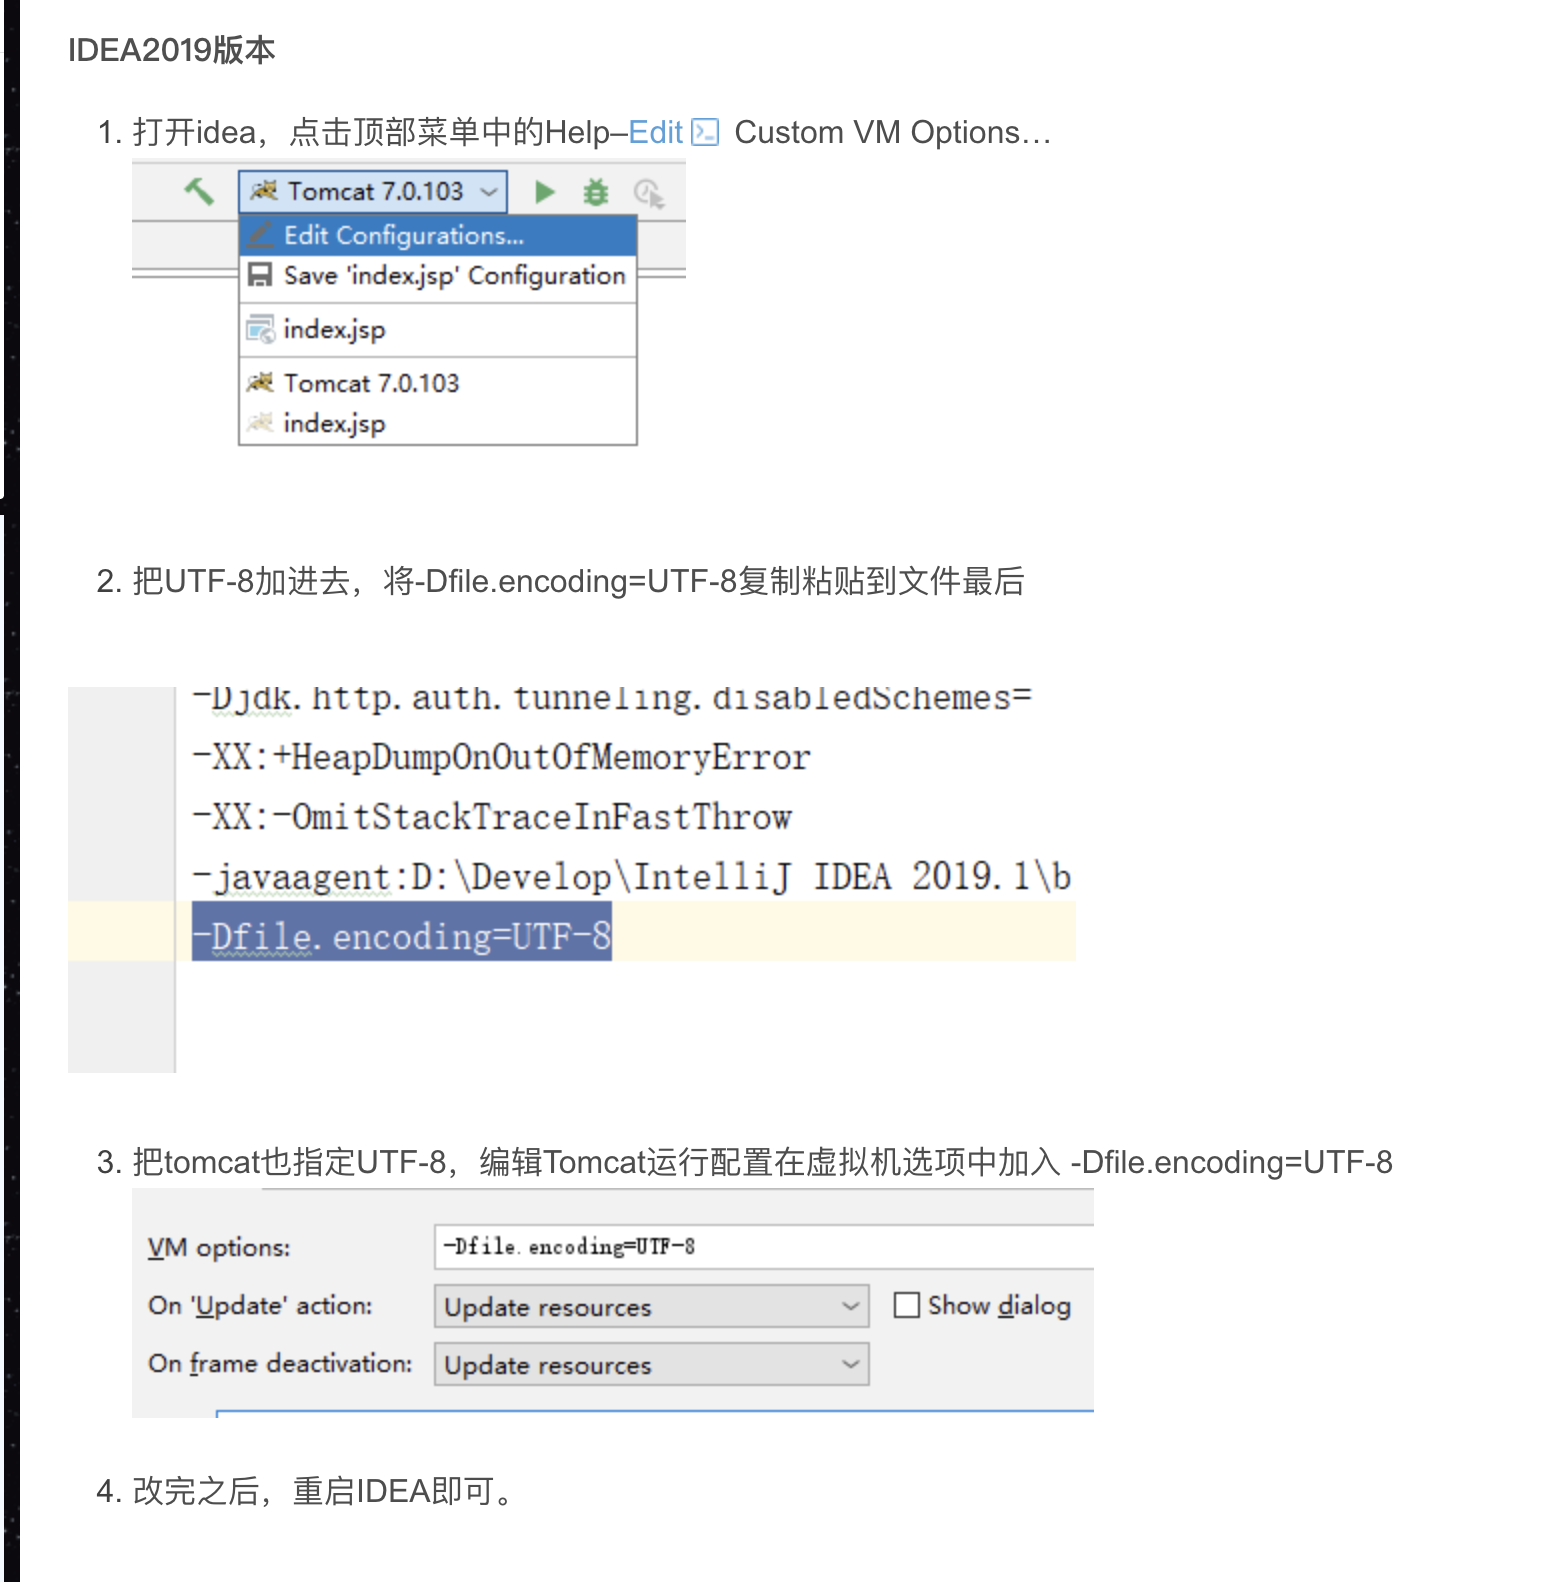 IDEA2019版本
1. 打开idea，点击顶部菜单中的Help–Edit Custom VM Options…
Tomcat 7.0.103
Edit Configurations...
Save 'index.jsp' Configuration
index.jsp
Tomcat 7.0.103
index.jsp
2. 把UTF-8加进去，将-Dfile.encoding=UTF-8复制粘贴到文件最后
-Djdk.http.auth.tunneling.disabledSchemes=
-XX:+HeapDumpOnOutOfMemoryError
-XX:-OmitStackTraceInFastThrow
-javaagent:D:\Develop\IntelliJ IDEA 2019.1\b
-Dfile.encoding=UTF-8
3. 把tomcat也指定UTF-8，编辑Tomcat运行配置在虚拟机选项中加入 -Dfile.encoding=UTF-8
VM options: -Dfile.encoding=UTF-8
On 'Update' action: Update resources Show dialog
On frame deactivation: Update resources
4. 改完之后，重启IDEA即可。